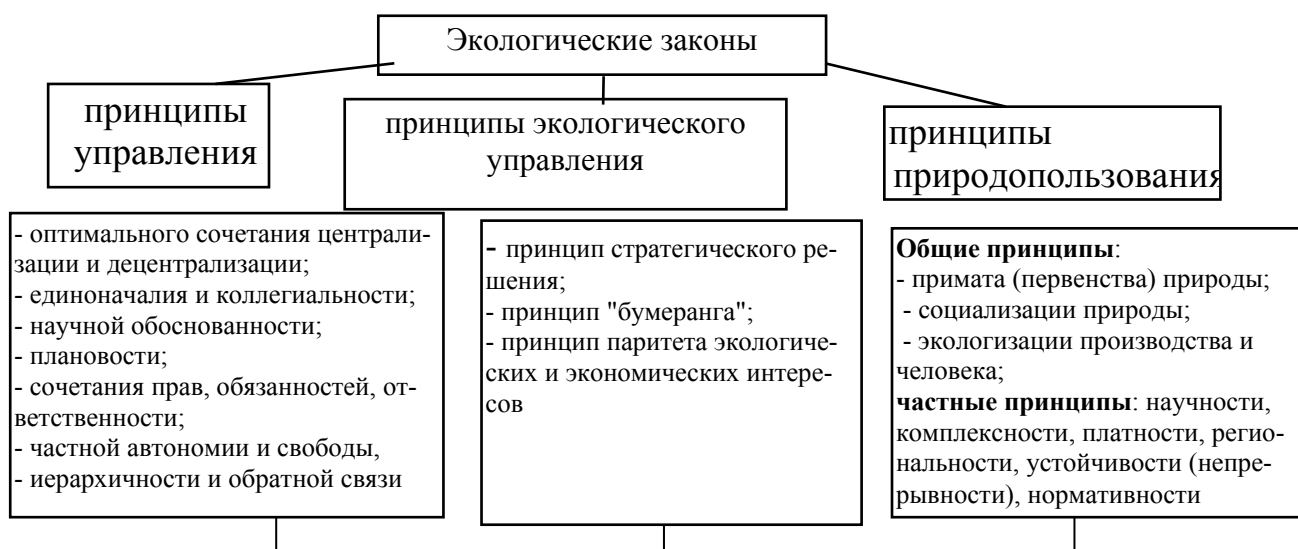 Экологические законы
принципы
управления
принципы экологического
управления
принципы
природопользования
- оптимального сочетания централи-
зации и децентрализации;
- единоначалия и коллегиальности;
- научной обоснованности;
- плановости;
- сочетания прав, обязанностей, от-
ветственности;
- частной автономии и свободы,
- иерархичности и обратной связи
- принцип стратегического ре-
шения;
- принцип "бумеранга";
- принцип паритета экологиче-
ских и экономических интере-
сов
Общие принципы:
- примата (первенства) природы;
- социализации природы;
- экологизации производства и
человека;
частные принципы: научности,
комплексности, платности, регио-
нальности, устойчивости (непре-
рывности), нормативности